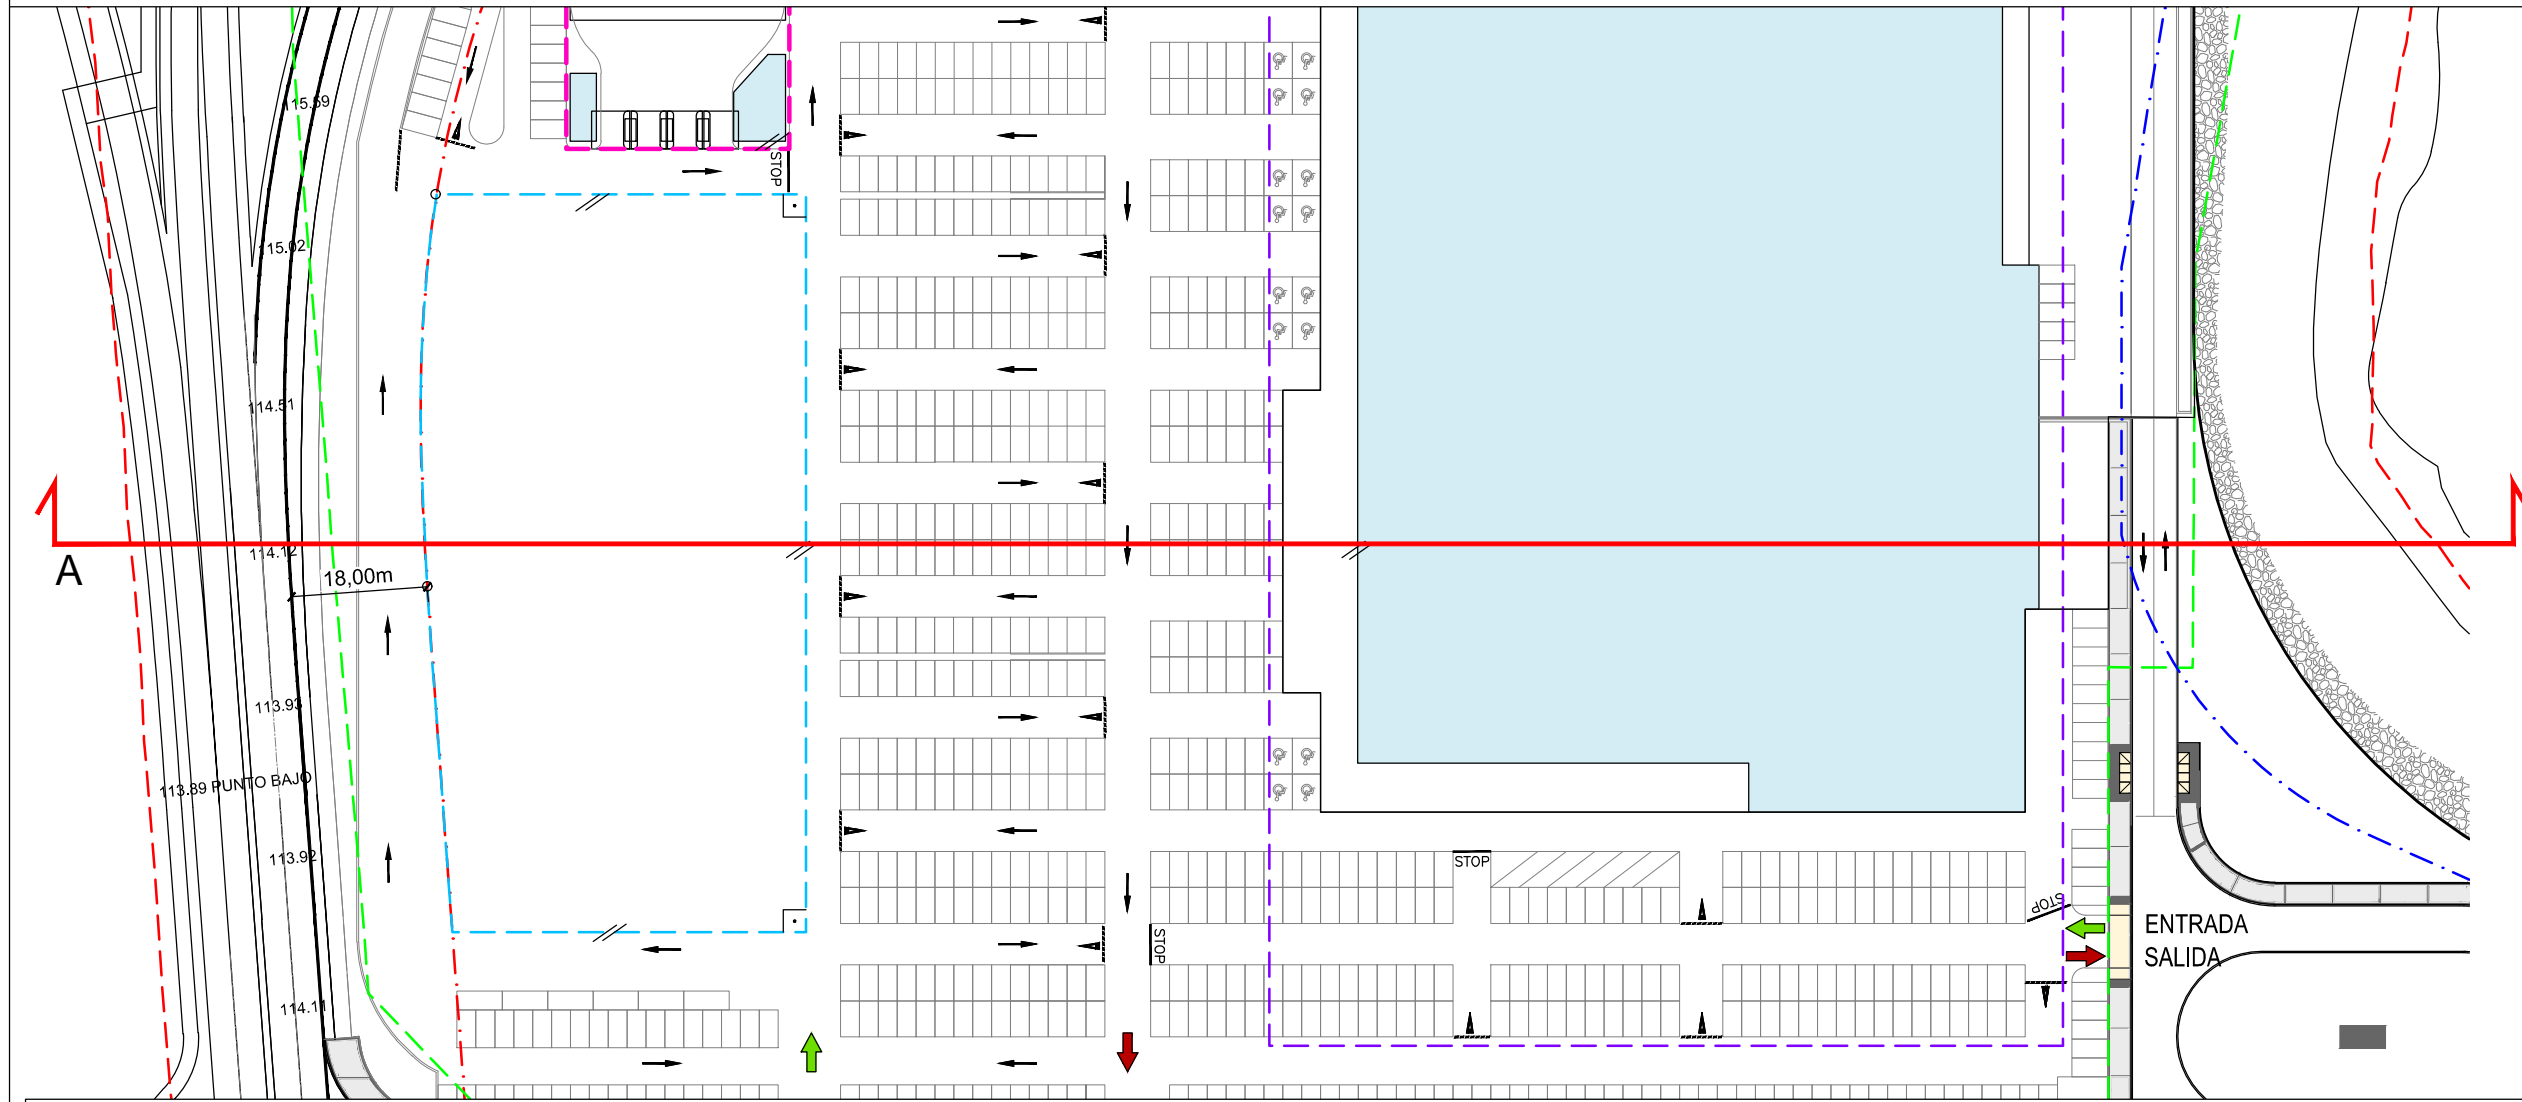 115.59
STOP
115.02
114.51
114.12
A
18,00m
113.93
113.89 PUNTO BAJO
113.92
STOP
STOP
STOP
ENTRADA
SALIDA
114.11